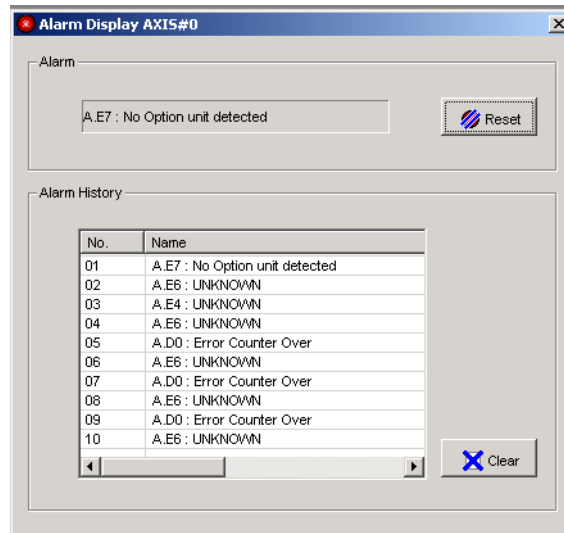 Alarm Display AXIS#0
Alarm
A.E7 : No Option unit detected
Reset
Alarm History
No. Name
01 A.E7 : No Option unit detected
02 A.E6 : UNKNOWN
03 A.E4 : UNKNOWN
04 A.E6 : UNKNOWN
05 A.D0 : Error Counter Over
06 A.E6 : UNKNOWN
07 A.D0 : Error Counter Over
08 A.E6 : UNKNOWN
09 A.D0 : Error Counter Over
10 A.E6 : UNKNOWN
Clear